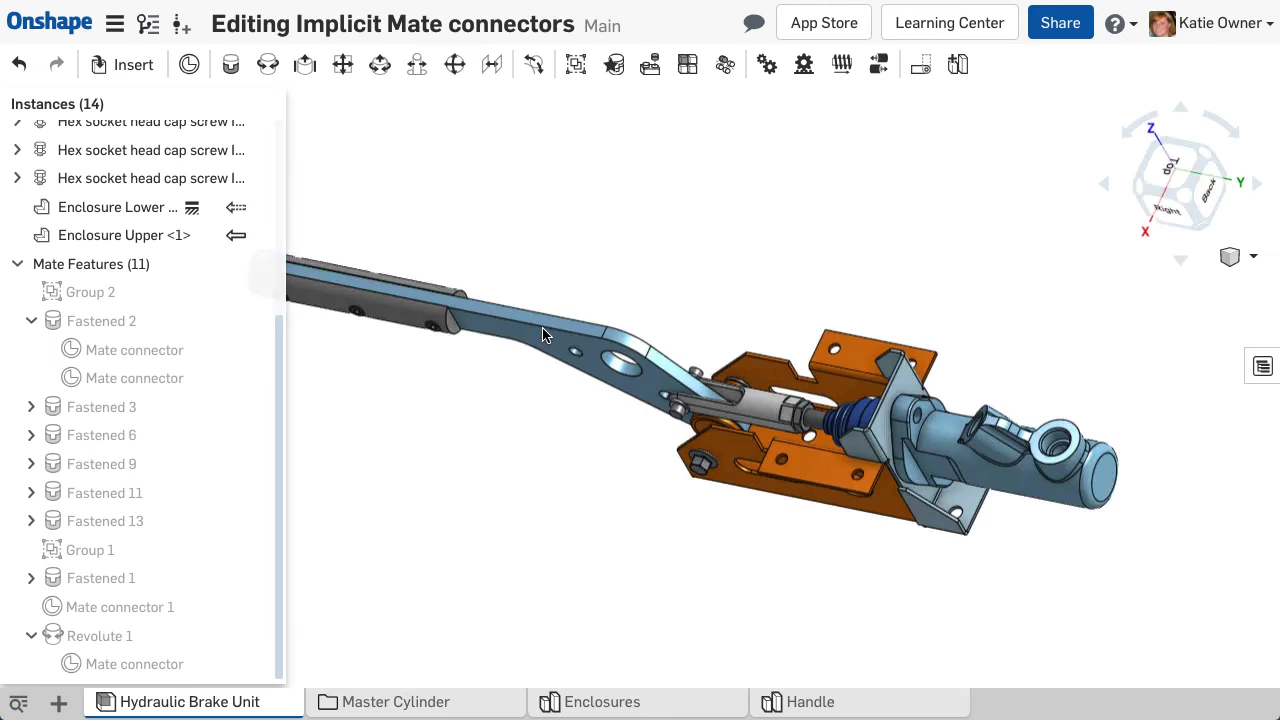 Onshape Editing Implicit Mate connectors Main App Store Learning Center Share Katie Owner
Insert
Instances (14)
Hex socket head cap screw I...
Hex socket head cap screw I...
Hex socket head cap screw I...
Enclosure Lower ...
Enclosure Upper <1>
Mate Features (11)
Group 2
Fastened 2
Mate connector
Mate connector
Fastened 3
Fastened 6
Fastened 9
Fastened 11
Fastened 13
Group 1
Fastened 1
Mate connector 1
Revolute 1
Mate connector
Z
Top
Y
Back
Right
X
Hydraulic Brake Unit Master Cylinder Enclosures Handle